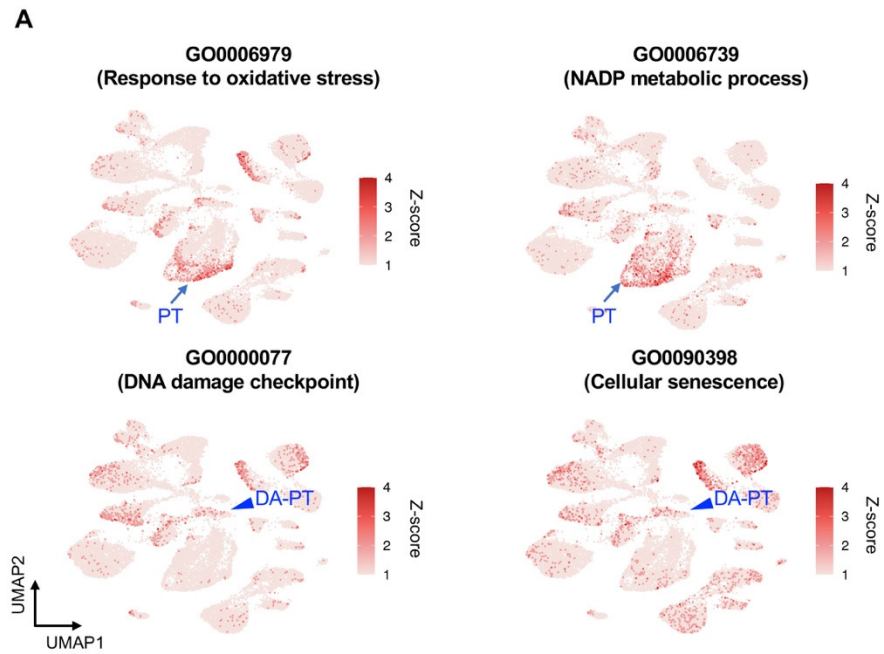 A
GO0006979
(Response to oxidative stress)
GO0006739
(NADP metabolic process)
4
3
2
1
Z-score
PT
4
3
2
1
Z-score
PT
GO0000077
(DNA damage checkpoint)
GO0090398
(Cellular senescence)
DA-PT
4
3
2
1
Z-score
DA-PT
4
3
2
1
Z-score
UMAP2
UMAP1